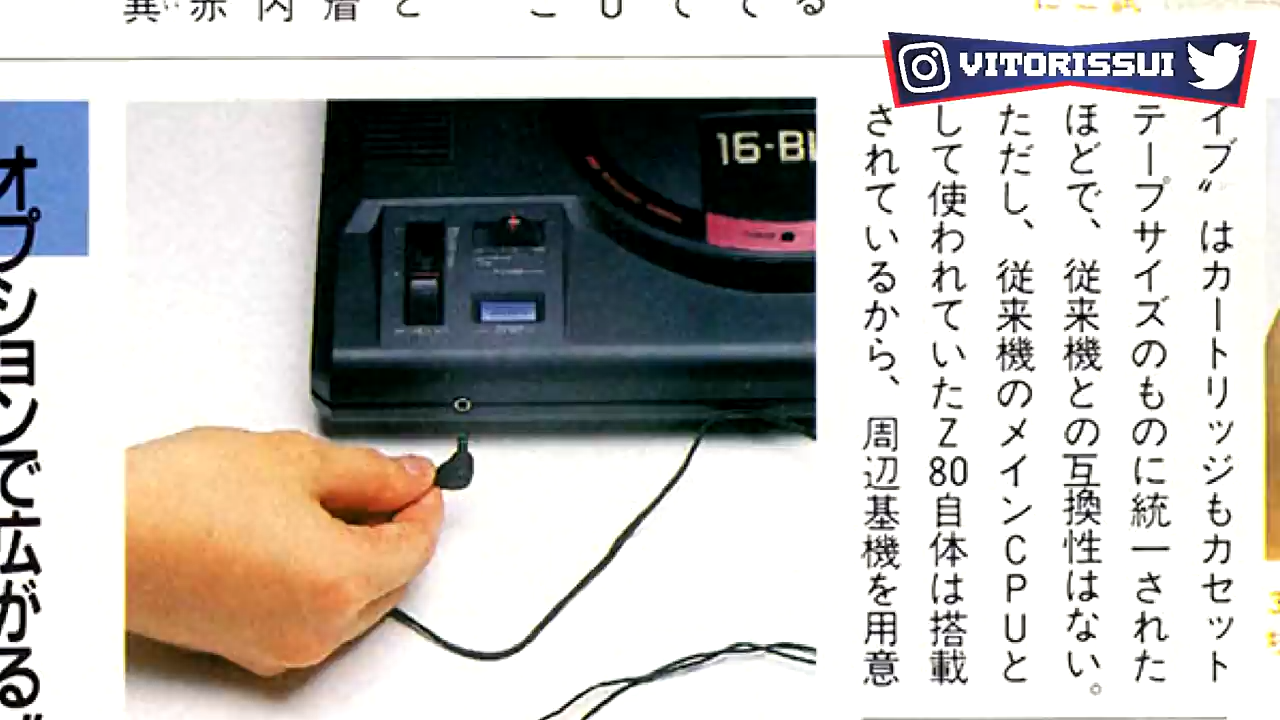 VITORISSUI
イブ〟はカートリッジもカセット
テープサイズのものに統一された
ほどで、従来機との互換性はない。
ただし、従来機のメインCPUと
して使われていたZ80自体は搭載
されているから、周辺基機を用意
16-BI
オプションで広がる〟